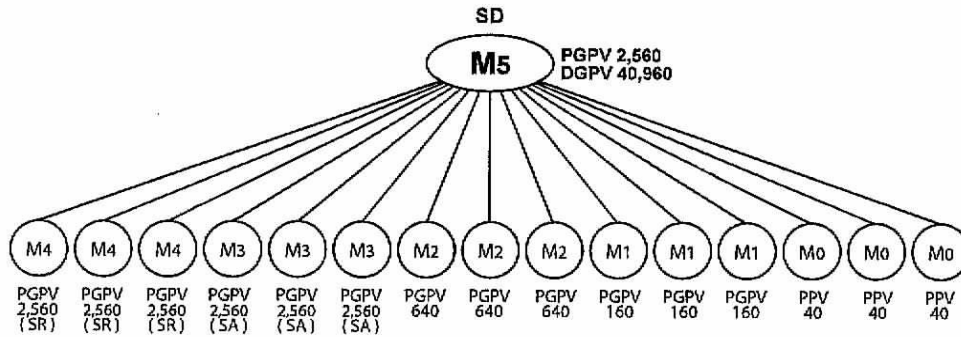 SD
M5
PGPV 2,560
DGPV 40,960
M4 M4 M4 M3 M3 M3 M2 M2 M2 M1 M1 M1 M0 M0 M0
PGPV PGPV PGPV PGPV PGPV PGPV PGPV PGPV PGPV PGPV PGPV PGPV PPV PPV PPV
2,560 2,560 2,560 2,560 2,560 2,560 640 640 640 160 160 160 40 40 40
(SR) (SR) (SR) (SA) (SA) (SA)